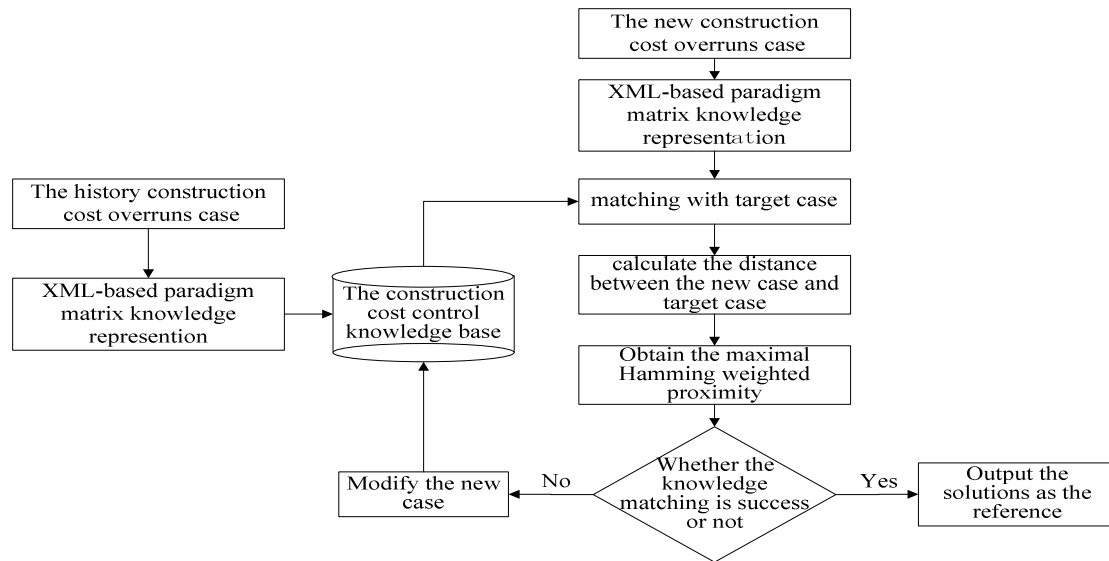 The new construction
cost overruns case
XML-based paradigm
matrix knowledge
representation
The history construction
cost overruns case
matching with target case
XML-based paradigm
matrix knowledge
represention
The construction
cost control
knowledge base
calculate the distance
between the new case and
target case
Obtain the maximal
Hamming weighted
proximity
Modify the new
case
No
Whether the
knowledge
matching is success
or not
Yes
Output the
solutions as the
reference